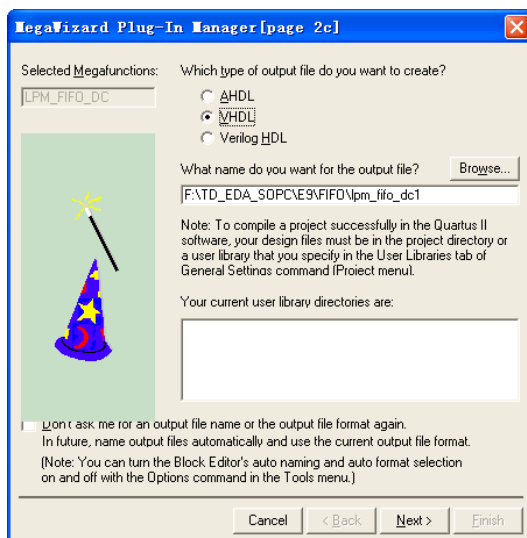 MegaWizard Plug-In Manager[page 2c]
Selected Megafunctions:
LPM_FIFO_DC
Which type of output file do you want to create?
AHDL
VHDL
Verilog HDL
What name do you want for the output file?
Browse...
F:\TD_EDA_SOPC\E9\FIFO\lpm_fifo_dc1
Note: To compile a project successfully in the Quartus II
software, your design files must be in the project directory or
a user library that you specify in the User Libraries tab of
General Settings command (Project menu).
Your current user library directories are:
Don't ask me for an output file name or the output file format again.
In future, name output files automatically and use the current output file format.
(Note: You can turn the Block Editor's auto naming and auto format selection
on and off with the Options command in the Tools menu.)
Cancel
< Back
Next >
Finish